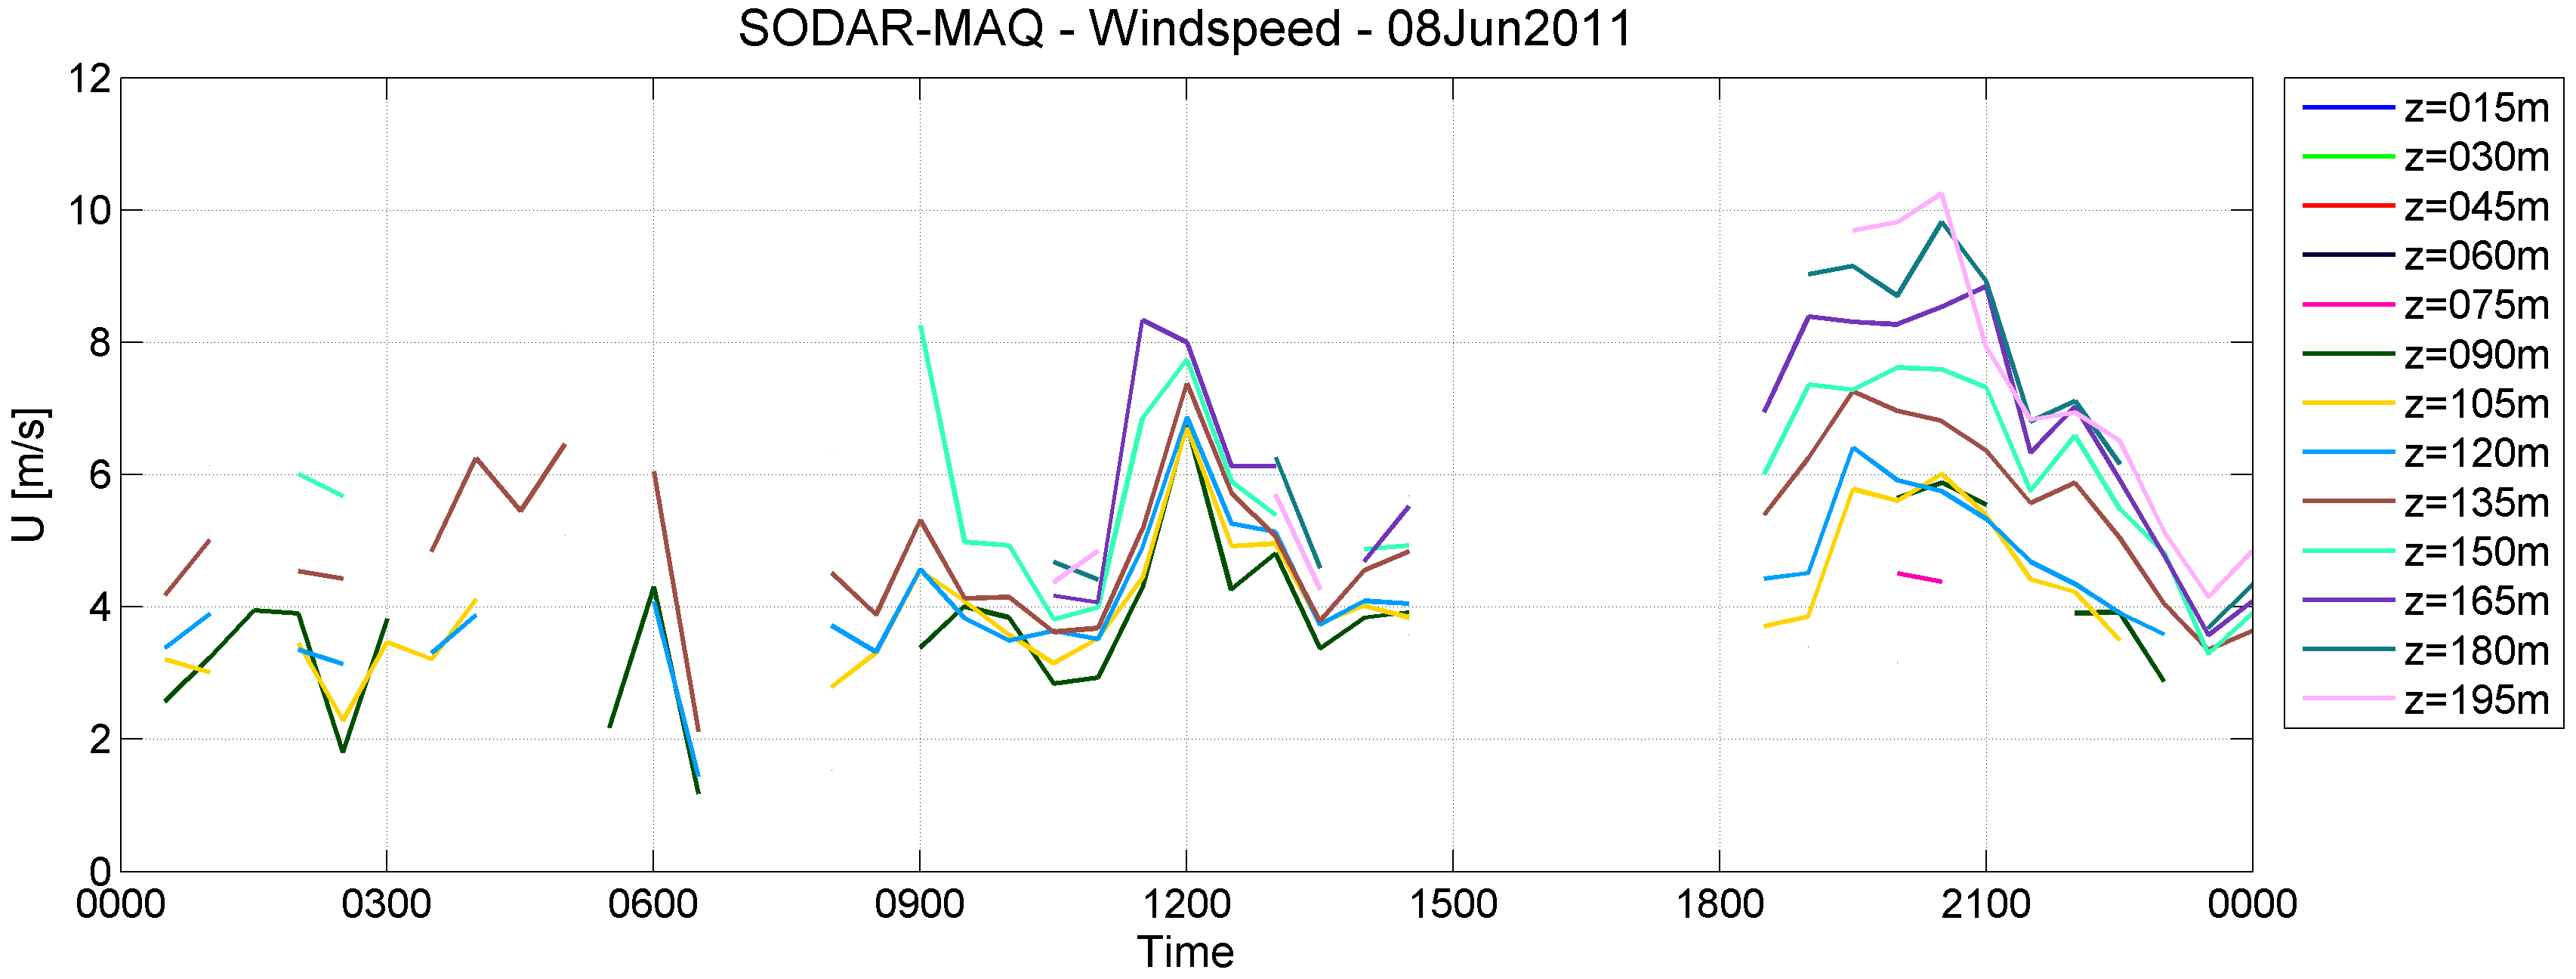 SODAR-MAQ - Windspeed - 08Jun2011
12
10
8
6
4
2
0
U [m/s]
0000 0300 0600 0900 1200 1500 1800 2100 0000
Time
z=015m
z=030m
z=045m
z=060m
z=075m
z=090m
z=105m
z=120m
z=135m
z=150m
z=165m
z=180m
z=195m